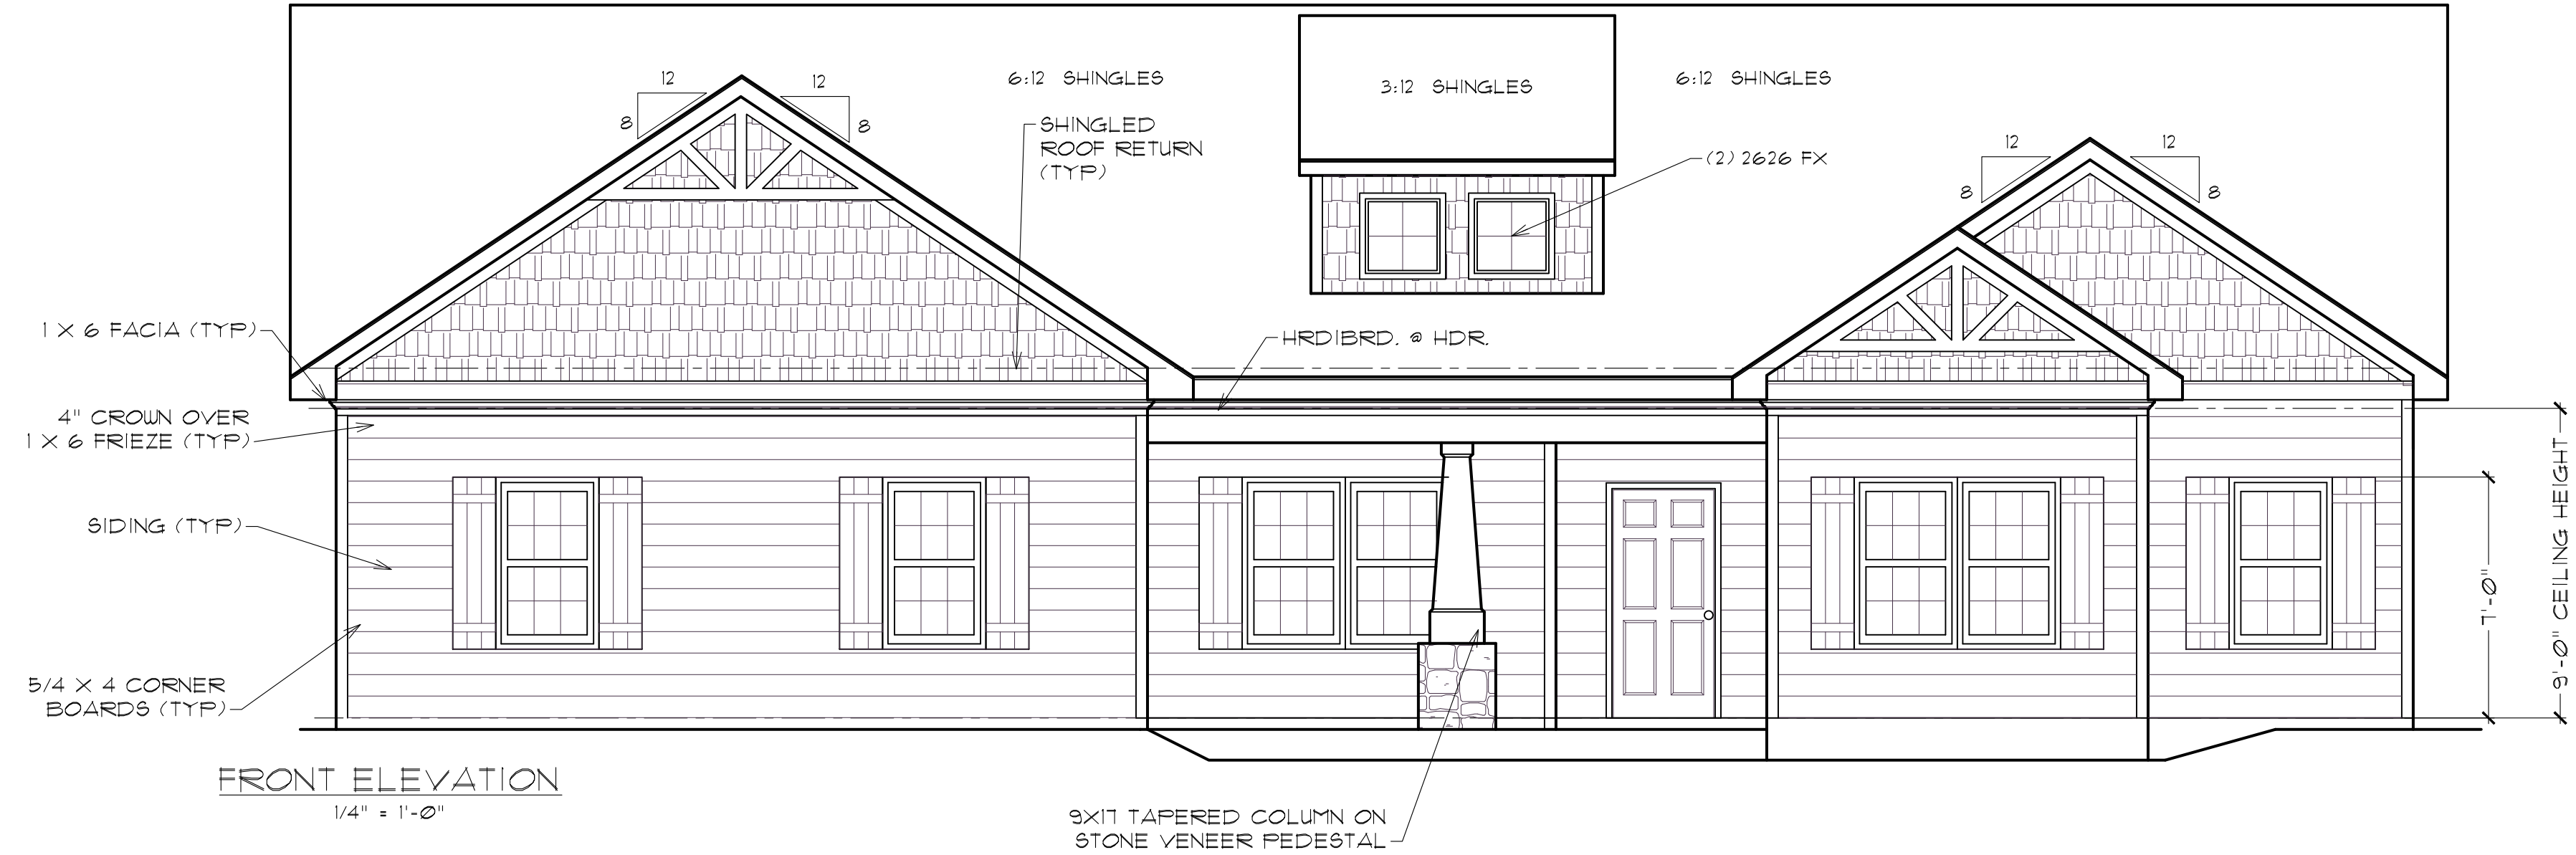 12
12
8
8
6:12 SHINGLES
3:12 SHINGLES
6:12 SHINGLES
SHINGLED
ROOF RETURN
(TYP)
(2) 2626 FX
12
12
8
8
1 X 6 FACIA (TYP)
HRDIBRD. @ HDR.
4" CROWN OVER
1 X 6 FRIEZE (TYP)
SIDING (TYP)
5/4 X 4 CORNER
BOARDS (TYP)
7'-0"
9'-0" CEILING HEIGHT
FRONT ELEVATION
1/4" = 1'-0"
9X17 TAPERED COLUMN ON
STONE VENEER PEDESTAL